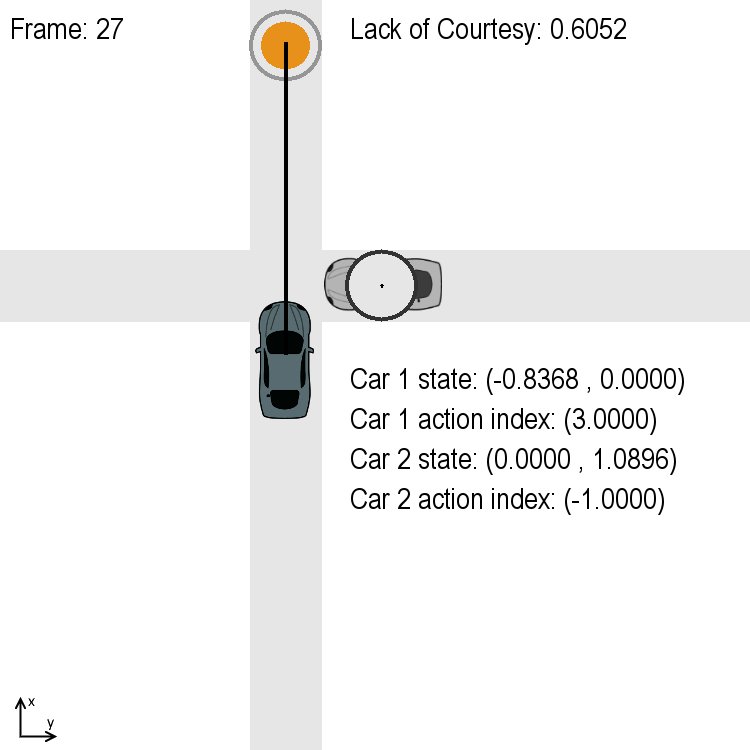 Frame: 27
Lack of Courtesy: 0.6052
Car 1 state: (-0.8368 , 0.0000)
Car 1 action index: (3.0000)
Car 2 state: (0.0000 , 1.0896)
Car 2 action index: (-1.0000)
x
y